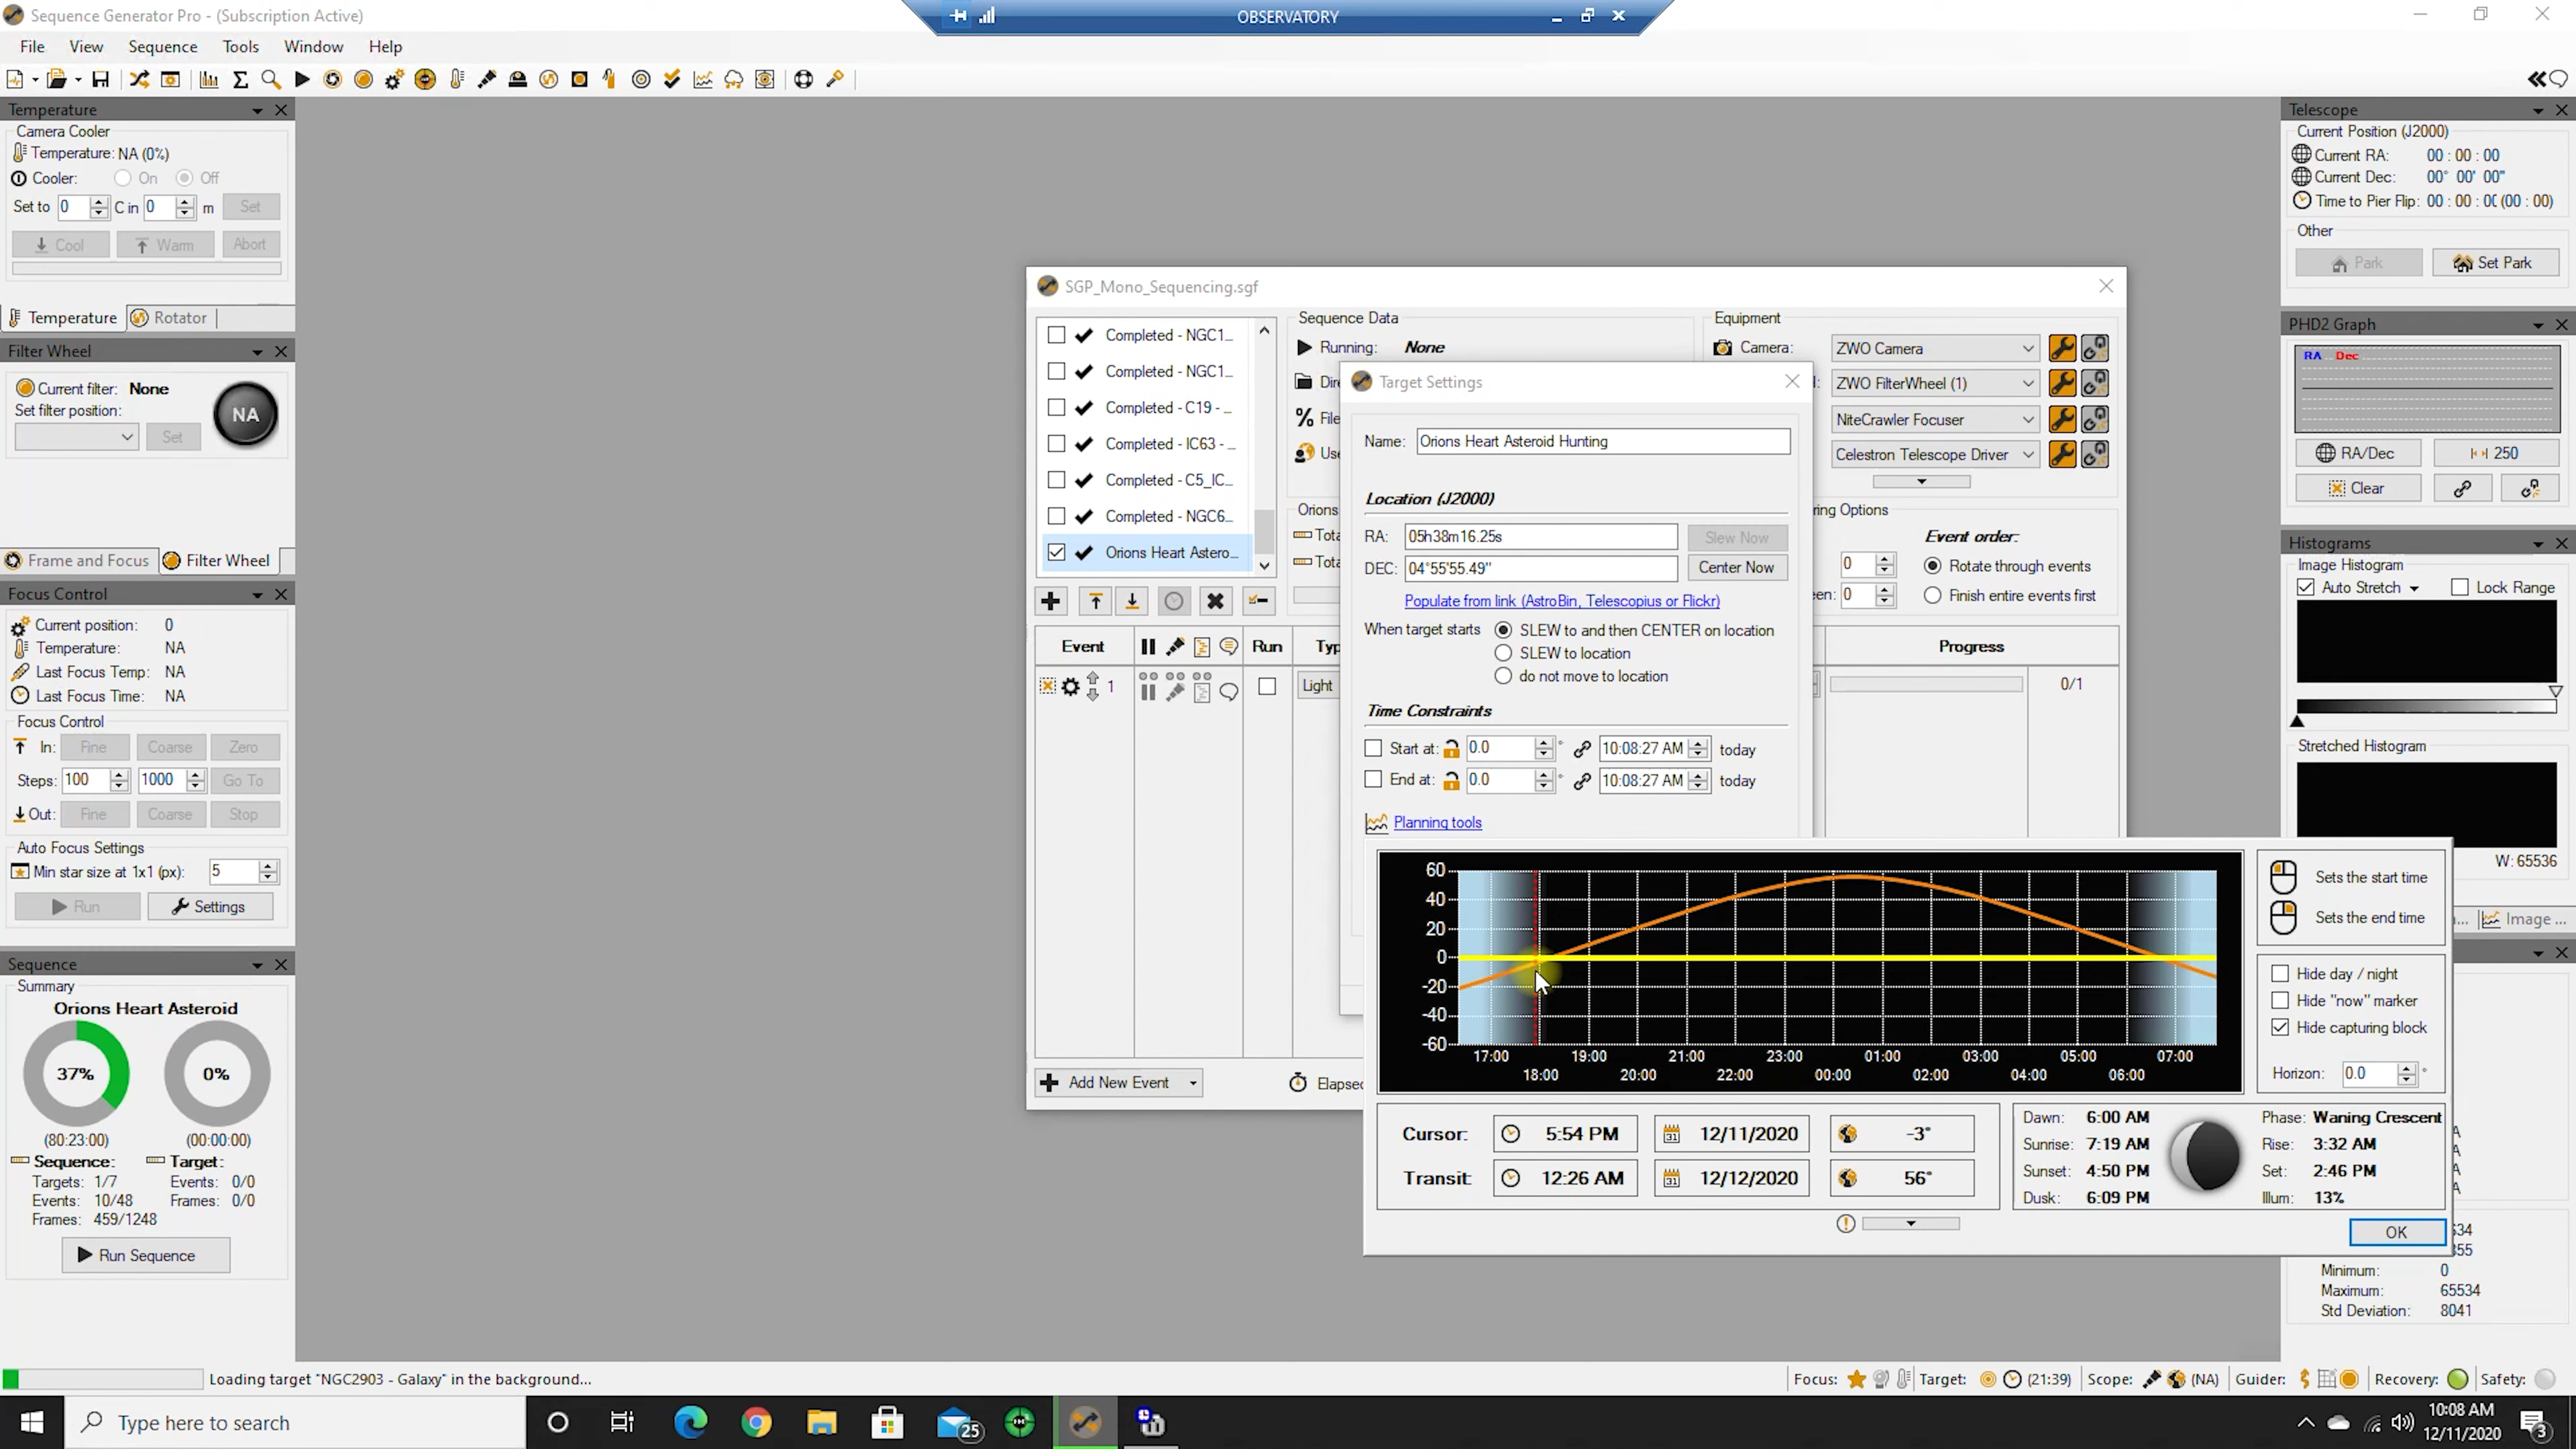 Sequence Generator Pro - (Subscription Active)
OBSERVATORY
File View Sequence Tools Window Help
Temperature
Camera Cooler
Temperature: NA (0%)
Cooler: On Off
Set to 0 C in 0 m Set
Cool Warm Abort
Temperature Rotator
Filter Wheel
Current filter: None
Set filter position:
NA
Set
Frame and Focus Filter Wheel
Focus Control
Current position: 0
Temperature: NA
Last Focus Temp: NA
Last Focus Time: NA
Focus Control
In: Fine Coarse Zero
Steps: 100 1000 Go To
Out: Fine Coarse Stop
Auto Focus Settings
Min star size at 1x1 (px): 5
Run Settings
Sequence
Summary
Orions Heart Asteroid
37% 0%
(80:23:00) (00:00:00)
Sequence: Target:
Targets: 1/7 Events: 0/0
Events: 10/48 Frames: 0/0
Frames: 459/1248
Run Sequence
SGP_Mono_Sequencing.sgf
Completed - NGC1...
Completed - NGC1...
Completed - C19 - ...
Completed - IC63 - ...
Completed - C5_IC...
Completed - NGC6...
Orions Heart Astero...
Sequence Data
Running: None
Dire
File
Use
Orions
Tota
Tota
Equipment
Camera: ZWO Camera
ZWO FilterWheel (1)
NiteCrawler Focuser
Celestron Telescope Driver
ring Options
Event order:
0 Rotate through events
een: 0 Finish entire events first
Event Run Typ Progress
1 Light 0/1
Add New Event
Elapsed
Target Settings
Name: Orions Heart Asteroid Hunting
Location (J2000)
RA: 05h38m16.25s Slew Now
DEC: 04°55'55.49" Center Now
Populate from link (AstroBin, Telescopius or Flickr)
When target starts SLEW to and then CENTER on location
SLEW to location
do not move to location
Time Constraints
Start at: 0.0 ° 10:08:27 AM today
End at: 0.0 ° 10:08:27 AM today
Planning tools
60
40
20
0
-20
-40
-60
17:00 19:00 21:00 23:00 01:00 03:00 05:00 07:00
18:00 20:00 22:00 00:00 02:00 04:00 06:00
Sets the start time
Sets the end time
Hide day / night
Hide "now" marker
Hide capturing block
Horizon: 0.0 °
Cursor: 5:54 PM 31 12/11/2020 -3°
Transit: 12:26 AM 31 12/12/2020 56°
Dawn: 6:00 AM
Sunrise: 7:19 AM
Sunset: 4:50 PM
Dusk: 6:09 PM
Phase: Waning Crescent
Rise: 3:32 AM
Set: 2:46 PM
Illum: 13%
OK
Telescope
Current Position (J2000)
Current RA: 00 : 00 : 00
Current Dec: 00° 00' 00"
Time to Pier Flip: 00 : 00 : 0( (00 : 00)
Other
Park Set Park
PHD2 Graph
RA Dec
RA/Dec 250
Clear
Histograms
Image Histogram
Auto Stretch Lock Range
Stretched Histogram
W: 65536
... Image ...
A
A
A
A
534
355
Minimum: 0
Maximum: 65534
Std Deviation: 8041
Loading target "NGC2903 - Galaxy" in the background...
Focus: Target: (21:39) Scope: (NA) Guider: Recovery: Safety:
Type here to search
25
10:08 AM
12/11/2020
3